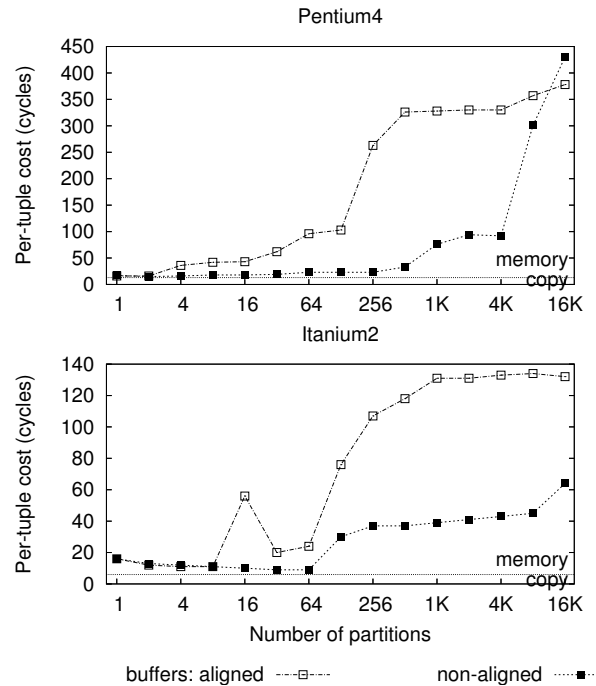 Pentium4
Per-tuple cost (cycles)
450
400
350
300
250
200
150
100
50
0
memory
copy
1 4 16 64 256 1K 4K 16K
Itanium2
Per-tuple cost (cycles)
140
120
100
80
60
40
20
0
memory
copy
1 4 16 64 256 1K 4K 16K
Number of partitions
buffers: aligned non-aligned